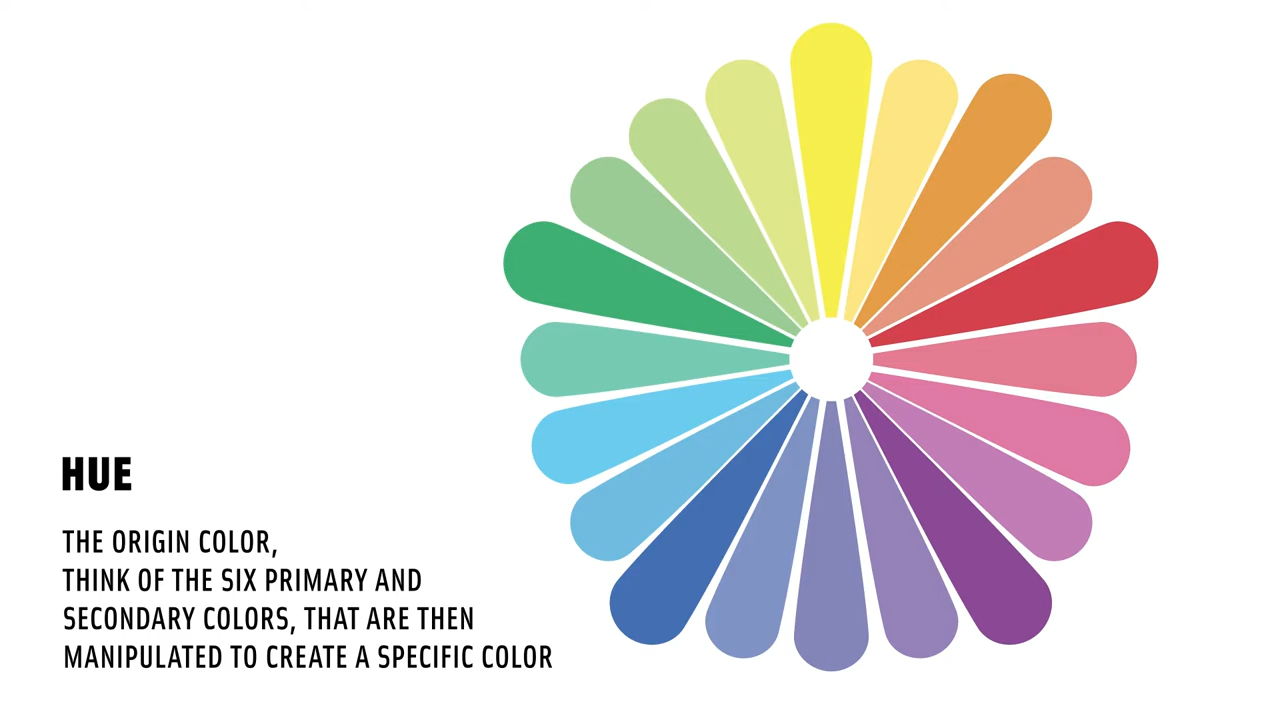 HUE
THE ORIGIN COLOR,
THINK OF THE SIX PRIMARY AND
SECONDARY COLORS, THAT ARE THEN
MANIPULATED TO CREATE A SPECIFIC COLOR